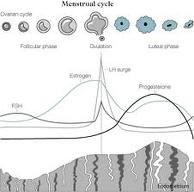 Menstrual cycle
Ovarian cycle
Follicular phase
Ovulation
Luteal phase
LH surge
Estrogen
Progesterone
FSH